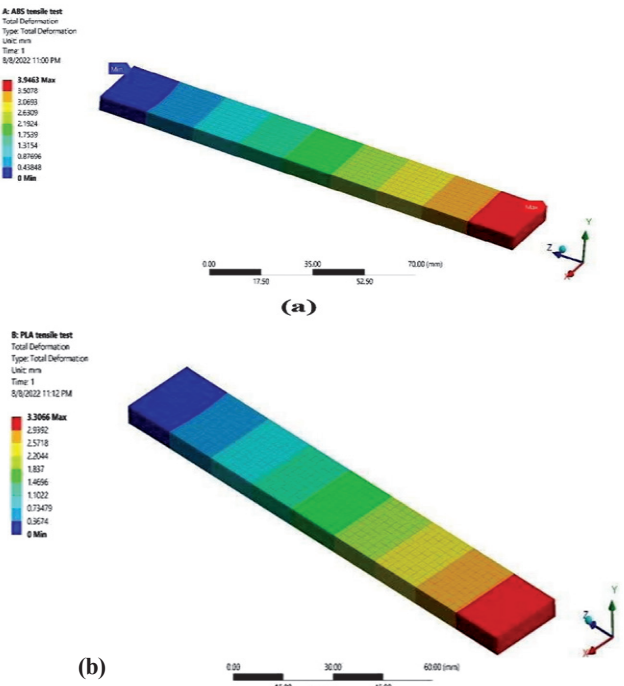 A: ABS tensile test
Total Deformation
Type: Total Deformation
Unit: mm
Time: 1
8/8/2022 11:00 PM
3.9463 Max
3.5078
3.0693
2.6309
2.1924
1.7539
1.3154
0.87696
0.43848
0 Min
Min
Max
Y
Z
X
0.00 35.00 70.00 (mm)
17.50 52.50
(a)
B: PLA tensile test
Total Deformation
Type: Total Deformation
Unit: mm
Time: 1
8/8/2022 11:12 PM
3.3066 Max
2.9392
2.5718
2.2044
1.837
1.4696
1.1022
0.73479
0.3674
0 Min
Y
Z
X
(b)
0.00 30.00 60.00 (mm)